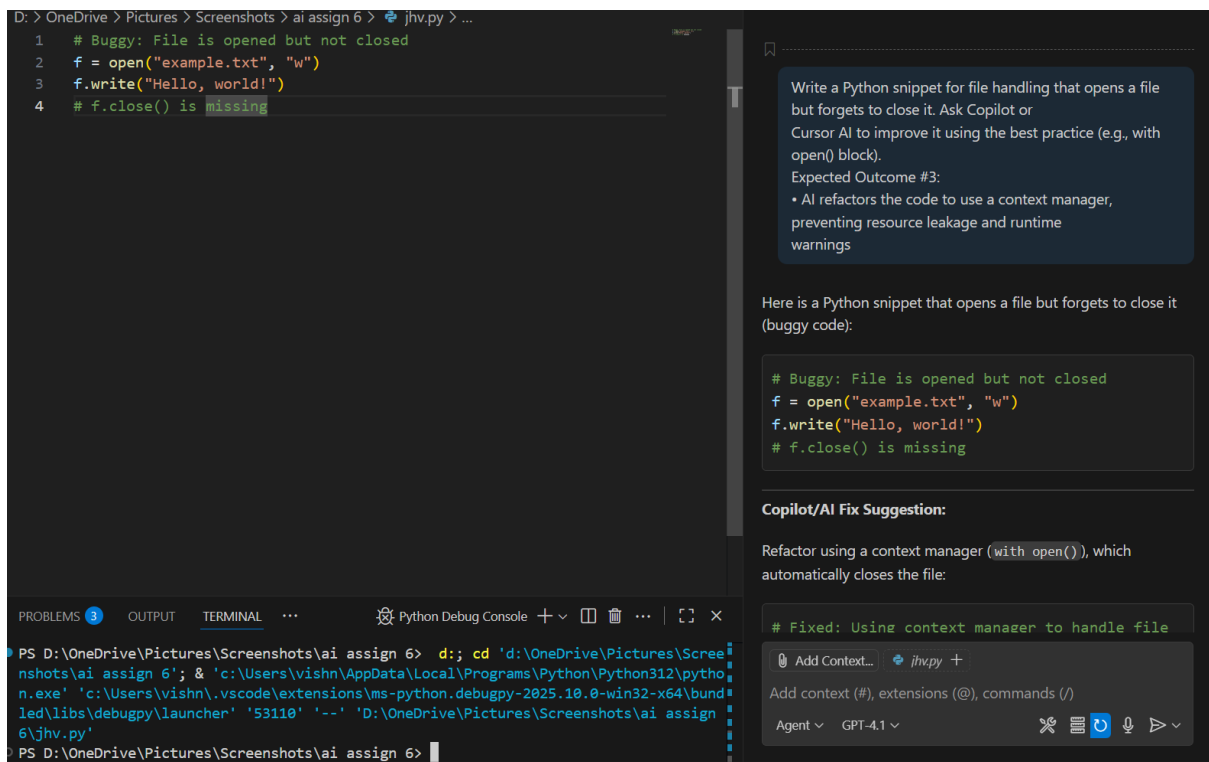 D: > OneDrive > Pictures > Screenshots > ai assign 6 > jhv.py > ...
1 # Buggy: File is opened but not closed
2 f = open("example.txt", "w")
3 f.write("Hello, world!")
4 # f.close() is missing
PROBLEMS 3 OUTPUT TERMINAL ... Python Debug Console
PS D:\OneDrive\Pictures\Screenshots\ai assign 6> d:; cd 'd:\OneDrive\Pictures\Scree
nshots\ai assign 6'; & 'c:\Users\vishn\AppData\Local\Programs\Python\Python312\pytho
n.exe' 'c:\Users\vishn\.vscode\extensions\ms-python.debugpy-2025.10.0-win32-x64\bund
led\libs\debugpy\launcher' '53110' '--' 'D:\OneDrive\Pictures\Screenshots\ai assign
6\jhv.py'
PS D:\OneDrive\Pictures\Screenshots\ai assign 6>
Write a Python snippet for file handling that opens a file
but forgets to close it. Ask Copilot or
Cursor AI to improve it using the best practice (e.g., with
open() block).
Expected Outcome #3:
• AI refactors the code to use a context manager,
preventing resource leakage and runtime
warnings
Here is a Python snippet that opens a file but forgets to close it
(buggy code):
# Buggy: File is opened but not closed
f = open("example.txt", "w")
f.write("Hello, world!")
# f.close() is missing
Copilot/AI Fix Suggestion:
Refactor using a context manager (with open()), which
automatically closes the file:
# Fixed: Using context manager to handle file
Add Context... jhv.py +
Add context (#), extensions (@), commands (/)
Agent GPT-4.1